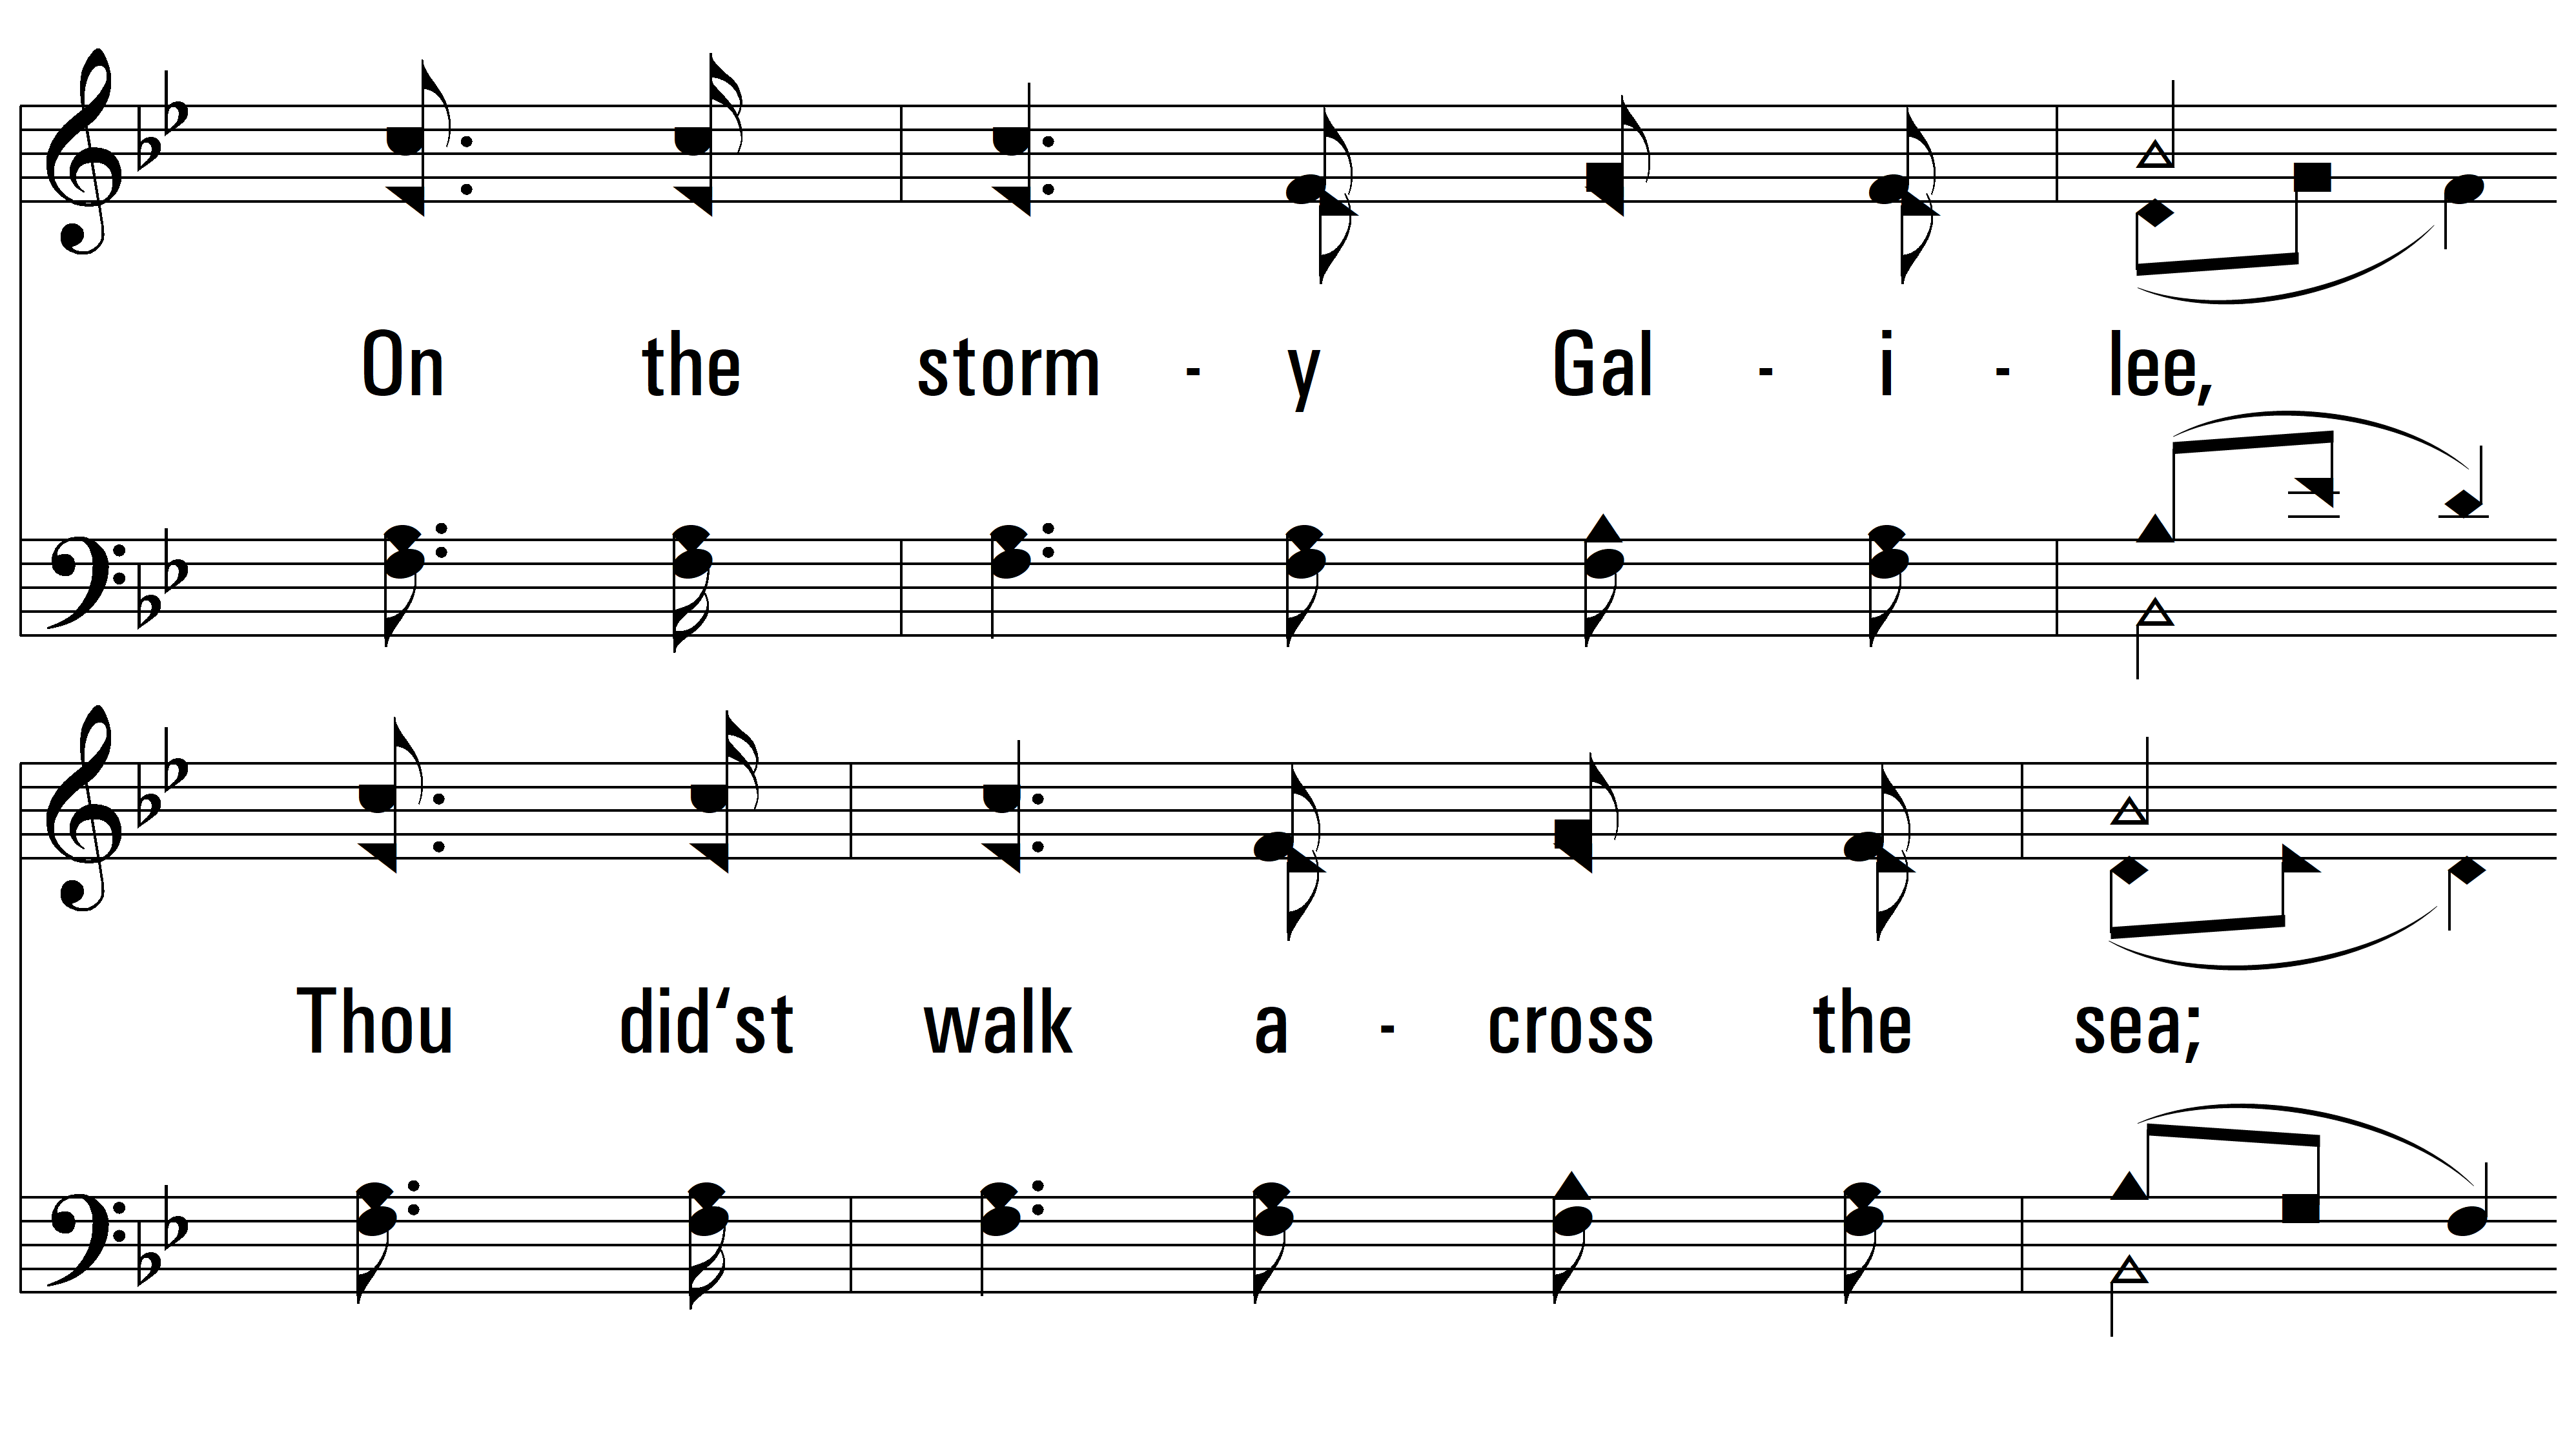 On the storm - y Gal - i - lee,
Thou did‘st walk a - cross the sea;